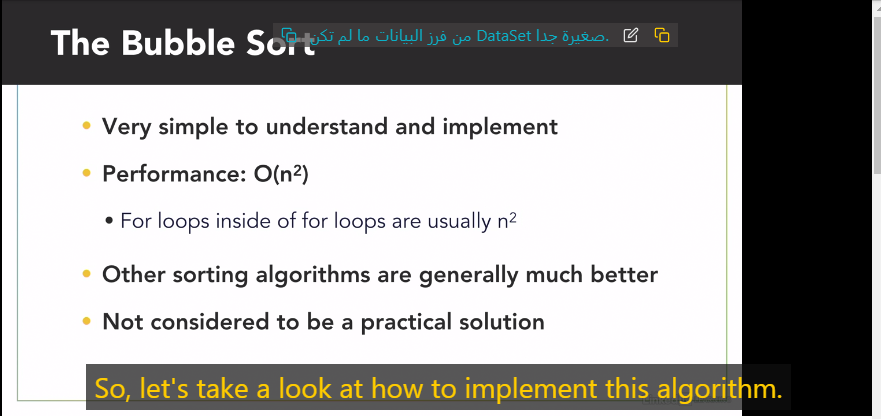 The Bubble Sort
من فرز البيانات ما لم تكن DataSet صغيرة جدا.
• Very simple to understand and implement
• Performance: O(n²)
• For loops inside of for loops are usually n²
• Other sorting algorithms are generally much better
• Not considered to be a practical solution
So, let's take a look at how to implement this algorithm.